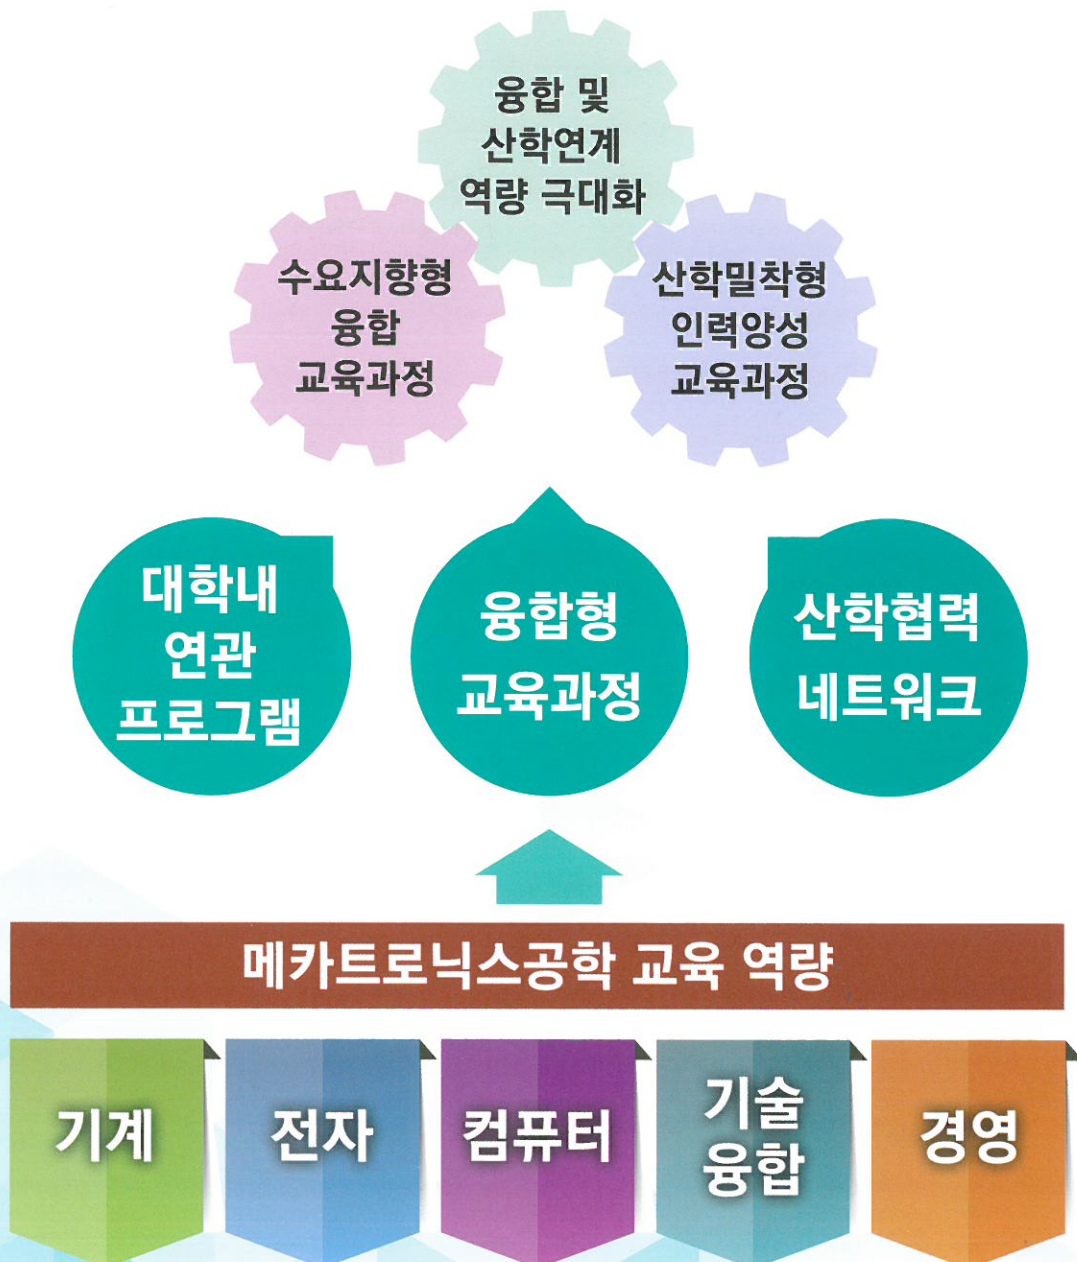 융합 및
산학연계
역량 극대화
수요지향형
융합
교육과정
산학밀착형
인력양성
교육과정
대학내
연관
프로그램
융합형
교육과정
산학협력
네트워크
메카트로닉스공학 교육 역량
기계
전자
컴퓨터
기술
융합
경영